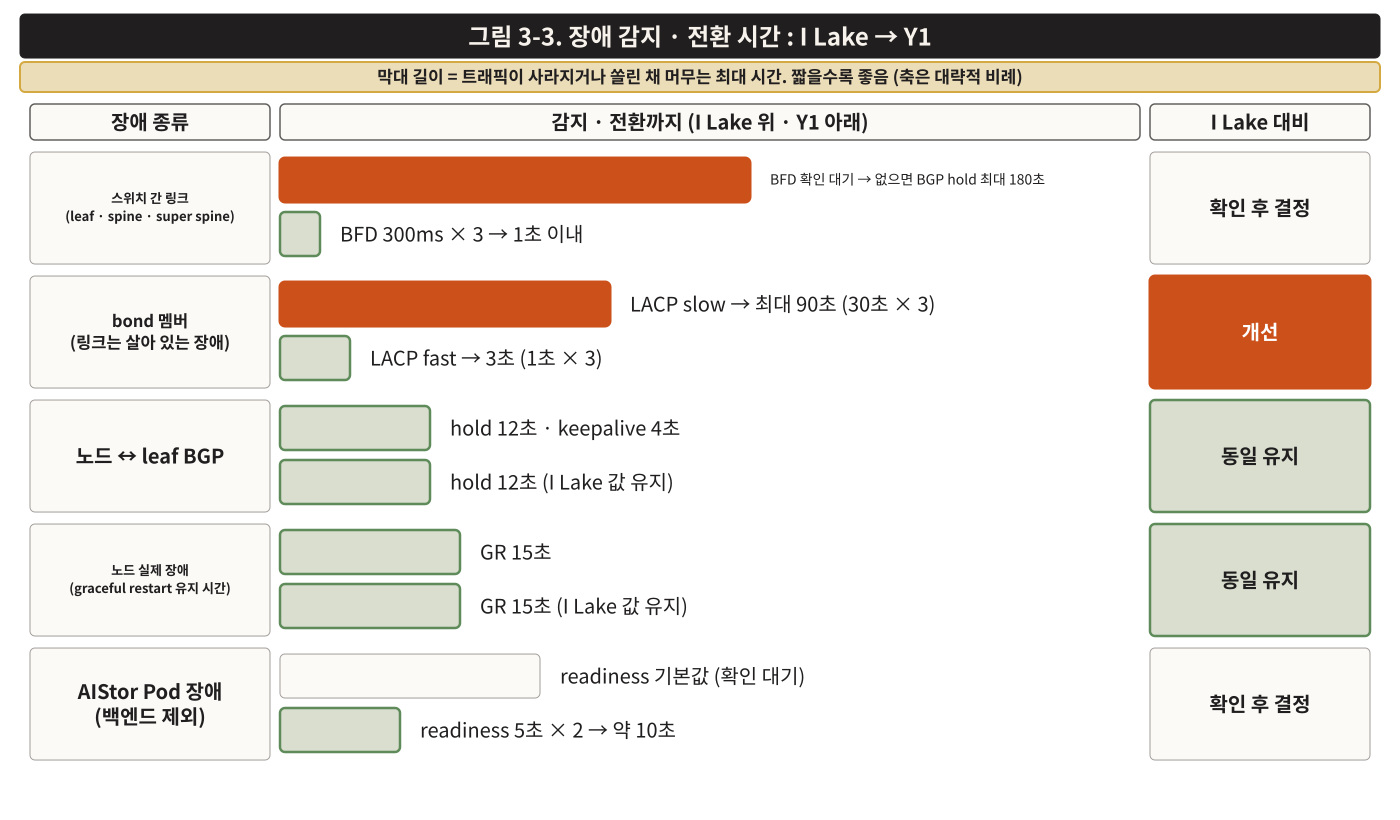 그림 3-3. 장애 감지 · 전환 시간 : I Lake → Y1
막대 길이 = 트래픽이 사라지거나 쏠린 채 머무는 최대 시간. 짧을수록 좋음 (축은 대략적 비례)
장애 종류
감지 · 전환까지 (I Lake 위 · Y1 아래)
I Lake 대비
스위치 간 링크
(leaf · spine · super spine)
BFD 확인 대기 → 없으면 BGP hold 최대 180초
BFD 300ms × 3 → 1초 이내
확인 후 결정
bond 멤버
(링크는 살아 있는 장애)
LACP slow → 최대 90초 (30초 × 3)
LACP fast → 3초 (1초 × 3)
개선
노드 ↔ leaf BGP
hold 12초 · keepalive 4초
hold 12초 (I Lake 값 유지)
동일 유지
노드 실제 장애
(graceful restart 유지 시간)
GR 15초
GR 15초 (I Lake 값 유지)
동일 유지
AIStor Pod 장애
(백엔드 제외)
readiness 기본값 (확인 대기)
readiness 5초 × 2 → 약 10초
확인 후 결정